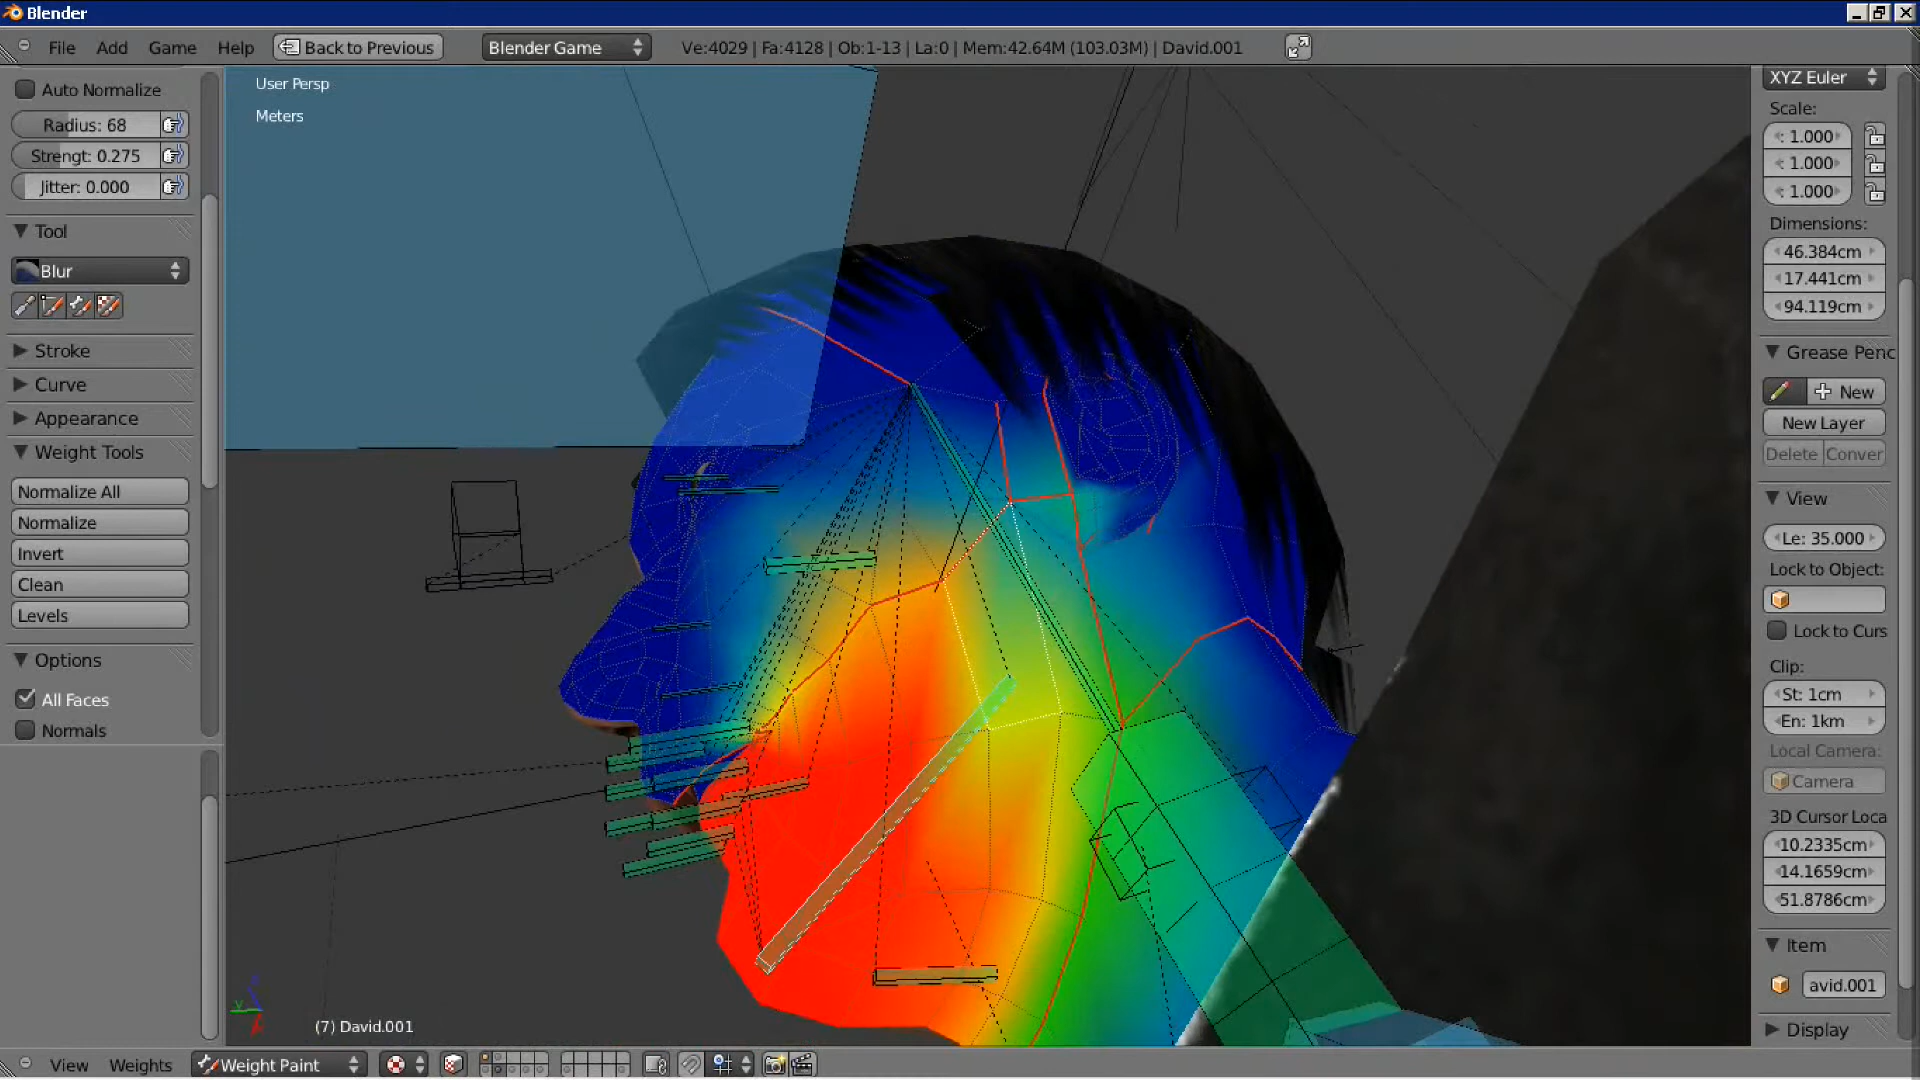 Blender
File Add Game Help Back to Previous Blender Game Ve:4029 | Fa:4128 | Ob:1-13 | La:0 | Mem:42.64M (103.03M) | David.001
Auto Normalize
Radius: 68
Strengt: 0.275
Jitter: 0.000
Tool
Blur
Stroke
Curve
Appearance
Weight Tools
Normalize All
Normalize
Invert
Clean
Levels
Options
All Faces
Normals
User Persp
Meters
(7) David.001
XYZ Euler
Scale:
: 1.000
: 1.000
: 1.000
Dimensions:
46.384cm
17.441cm
94.119cm
Grease Penc
New
New Layer
Delete Conver
View
Le: 35.000
Lock to Object:
Lock to Curs
Clip:
St: 1cm
En: 1km
Local Camera:
Camera
3D Cursor Loca
10.2335cm
14.1659cm
51.8786cm
Item
avid.001
Display
View Weights Weight Paint